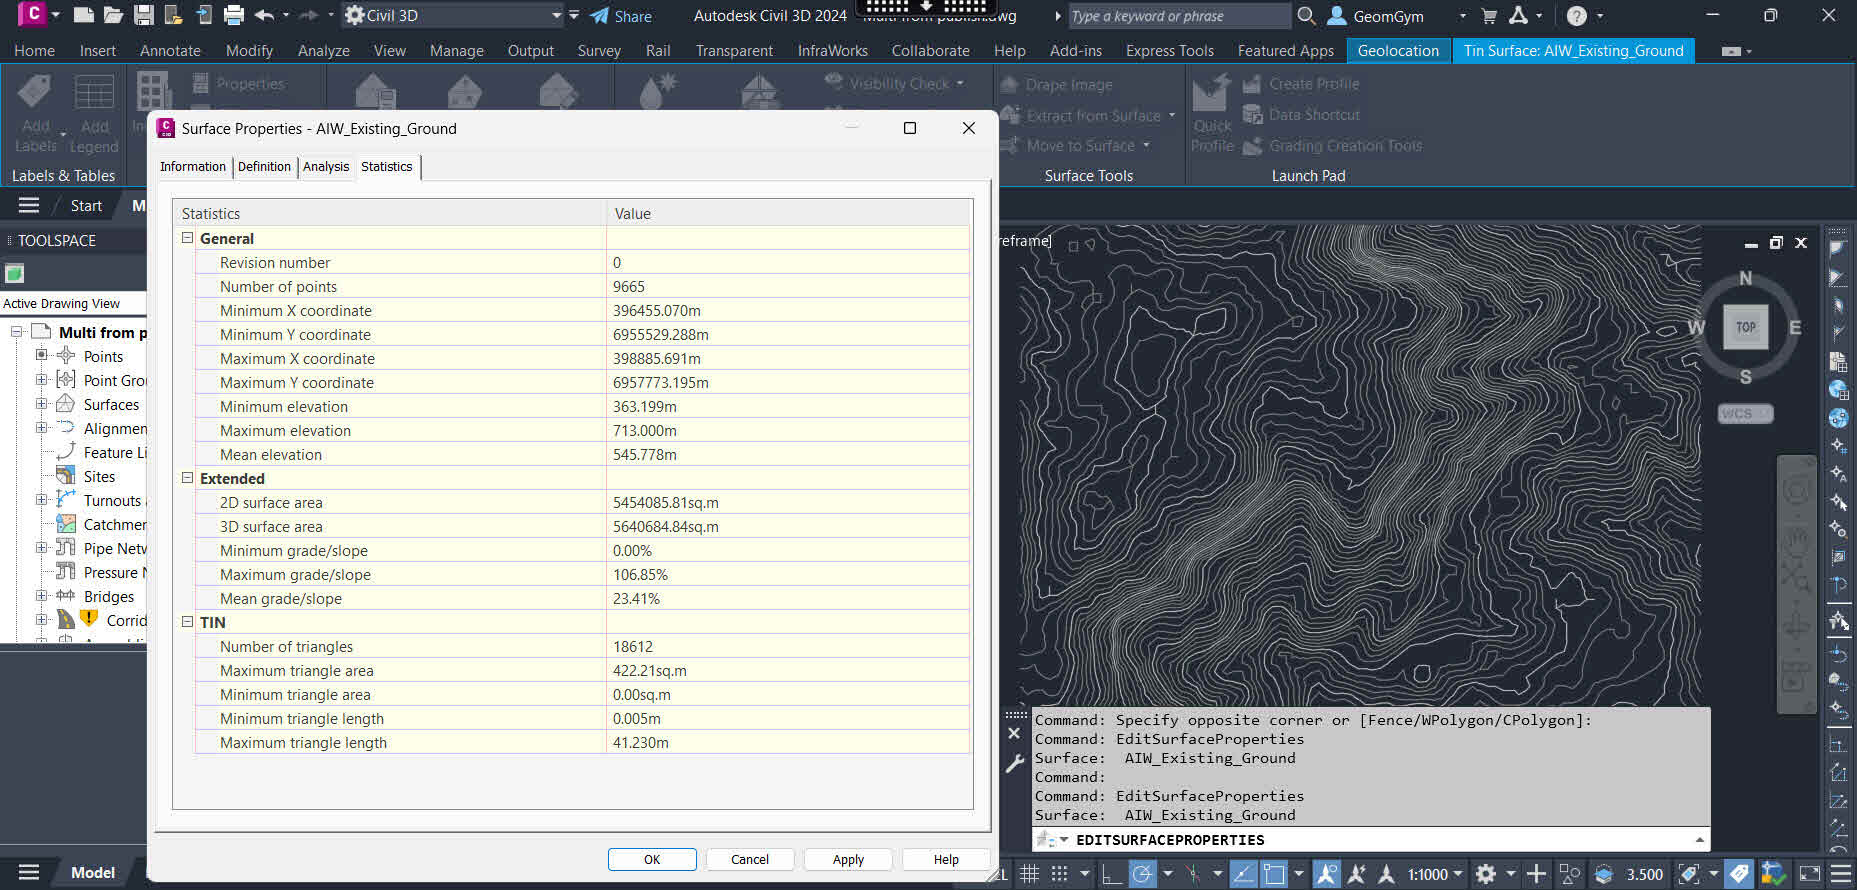 C
Civil 3D
Share
Autodesk Civil 3D 2024
Multi from publish.dwg
Type a keyword or phrase
GeomGym
Home Insert Annotate Modify Analyze View Manage Output Survey Rail Transparent InfraWorks Collaborate Help Add-ins Express Tools Featured Apps Geolocation Tin Surface: AIW_Existing_Ground
Properties
Visibility Check
Drape Image
Create Profile
Add Labels
Add Legend
Extract from Surface
Quick Profile
Data Shortcut
Move to Surface
Grading Creation Tools
Labels & Tables
Surface Tools
Launch Pad
Start
TOOLSPACE
Active Drawing View
Multi from p
Points
Point Gro
Surfaces
Alignmen
Feature Li
Sites
Turnouts
Catchmer
Pipe Netw
Pressure N
Bridges
Corrid
Surface Properties - AIW_Existing_Ground
Information Definition Analysis Statistics
Statistics Value
General
Revision number 0
Number of points 9665
Minimum X coordinate 396455.070m
Minimum Y coordinate 6955529.288m
Maximum X coordinate 398885.691m
Maximum Y coordinate 6957773.195m
Minimum elevation 363.199m
Maximum elevation 713.000m
Mean elevation 545.778m
Extended
2D surface area 5454085.81sq.m
3D surface area 5640684.84sq.m
Minimum grade/slope 0.00%
Maximum grade/slope 106.85%
Mean grade/slope 23.41%
TIN
Number of triangles 18612
Maximum triangle area 422.21sq.m
Minimum triangle area 0.00sq.m
Minimum triangle length 0.005m
Maximum triangle length 41.230m
OK Cancel Apply Help
reframe]
N
W TOP E
S
WCS
Command: Specify opposite corner or [Fence/WPolygon/CPolygon]:
Command: EditSurfaceProperties
Surface: AIW_Existing_Ground
Command:
Command: EditSurfaceProperties
Surface: AIW_Existing_Ground
EDITSURFACEPROPERTIES
Model
1:1000
3.500